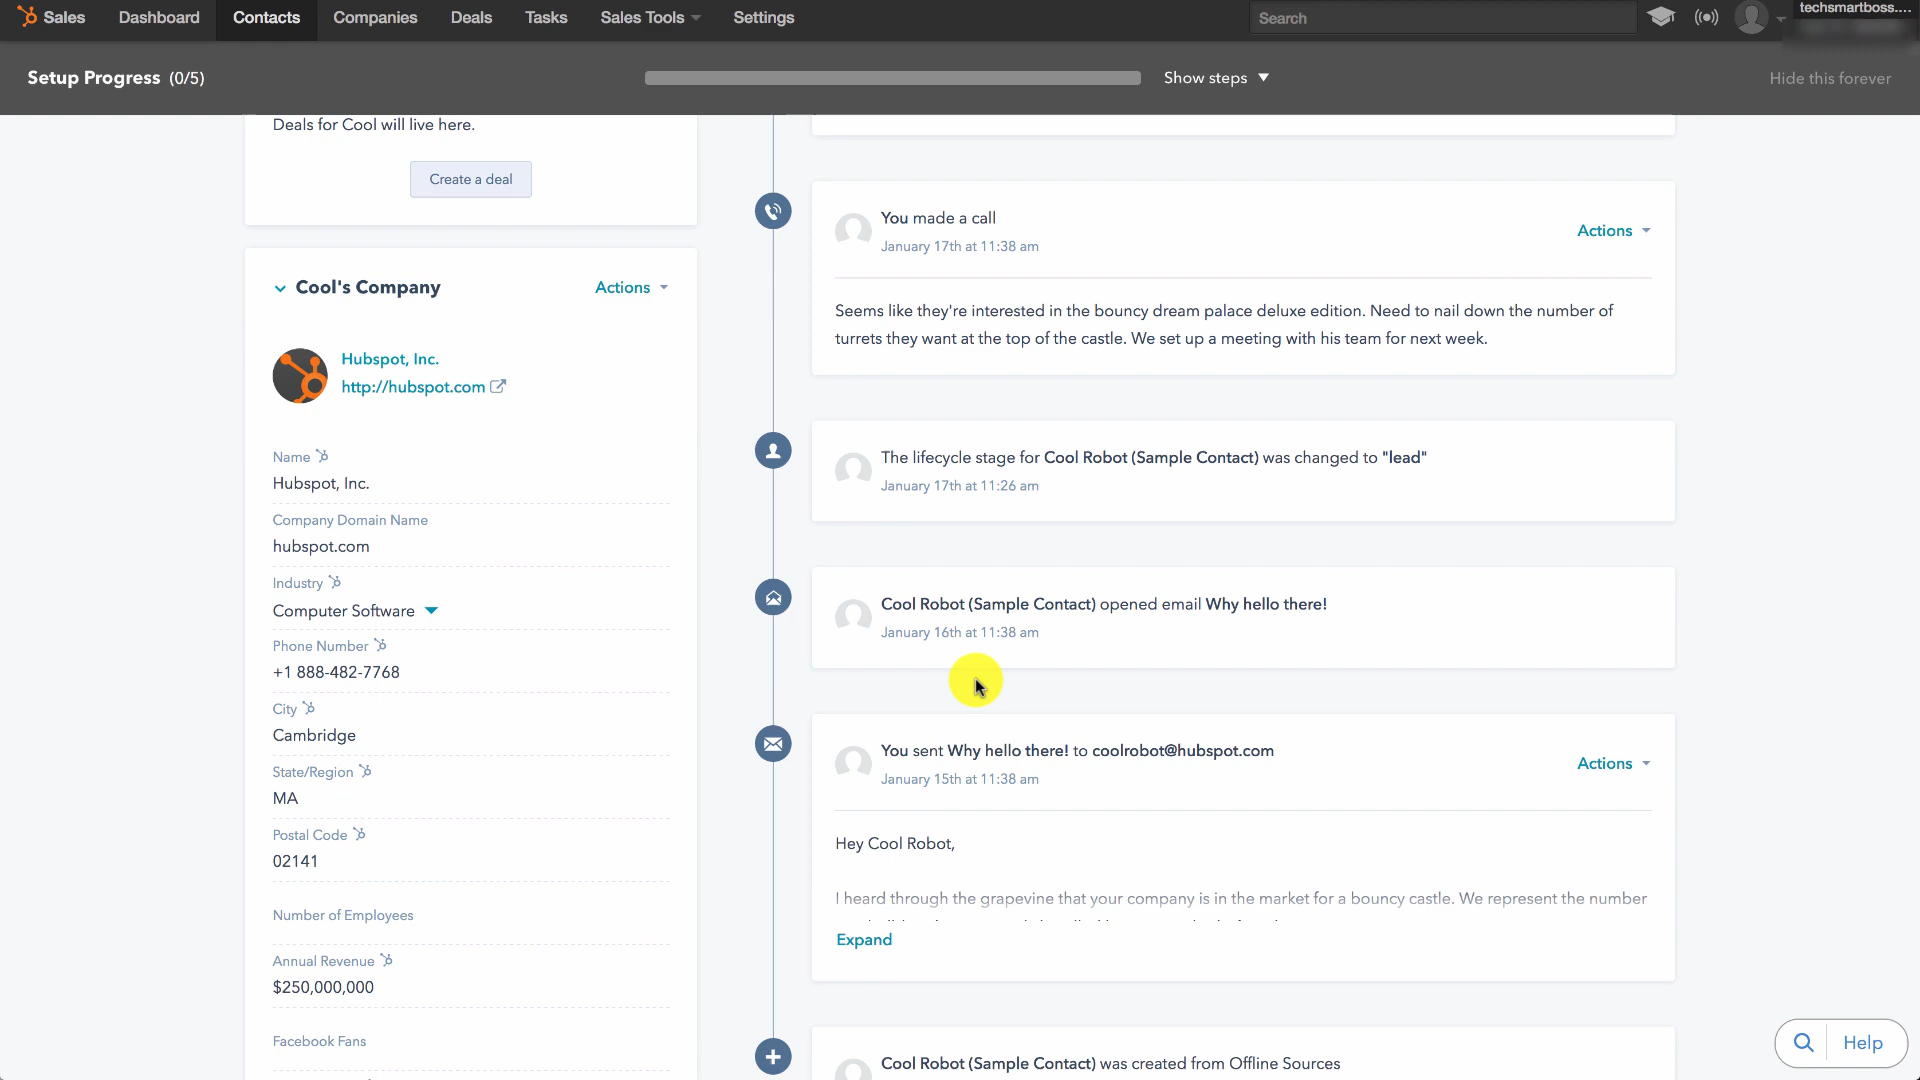 Sales
Dashboard
Contacts
Companies
Deals
Tasks
Sales Tools
Settings
Search
techsmartboss....
Setup Progress (0/5)
Show steps
Hide this forever
Deals for Cool will live here.
Create a deal
Cool's Company
Actions
Hubspot, Inc.
http://hubspot.com
Name
Hubspot, Inc.
Company Domain Name
hubspot.com
Industry
Computer Software
Phone Number
+1 888-482-7768
City
Cambridge
State/Region
MA
Postal Code
02141
Number of Employees
Annual Revenue
$250,000,000
Facebook Fans
You made a call
January 17th at 11:38 am
Actions
Seems like they're interested in the bouncy dream palace deluxe edition. Need to nail down the number of
turrets they want at the top of the castle. We set up a meeting with his team for next week.
The lifecycle stage for Cool Robot (Sample Contact) was changed to "lead"
January 17th at 11:26 am
Cool Robot (Sample Contact) opened email Why hello there!
January 16th at 11:38 am
You sent Why hello there! to coolrobot@hubspot.com
January 15th at 11:38 am
Actions
Hey Cool Robot,
I heard through the grapevine that your company is in the market for a bouncy castle. We represent the number
Expand
Cool Robot (Sample Contact) was created from Offline Sources
Help